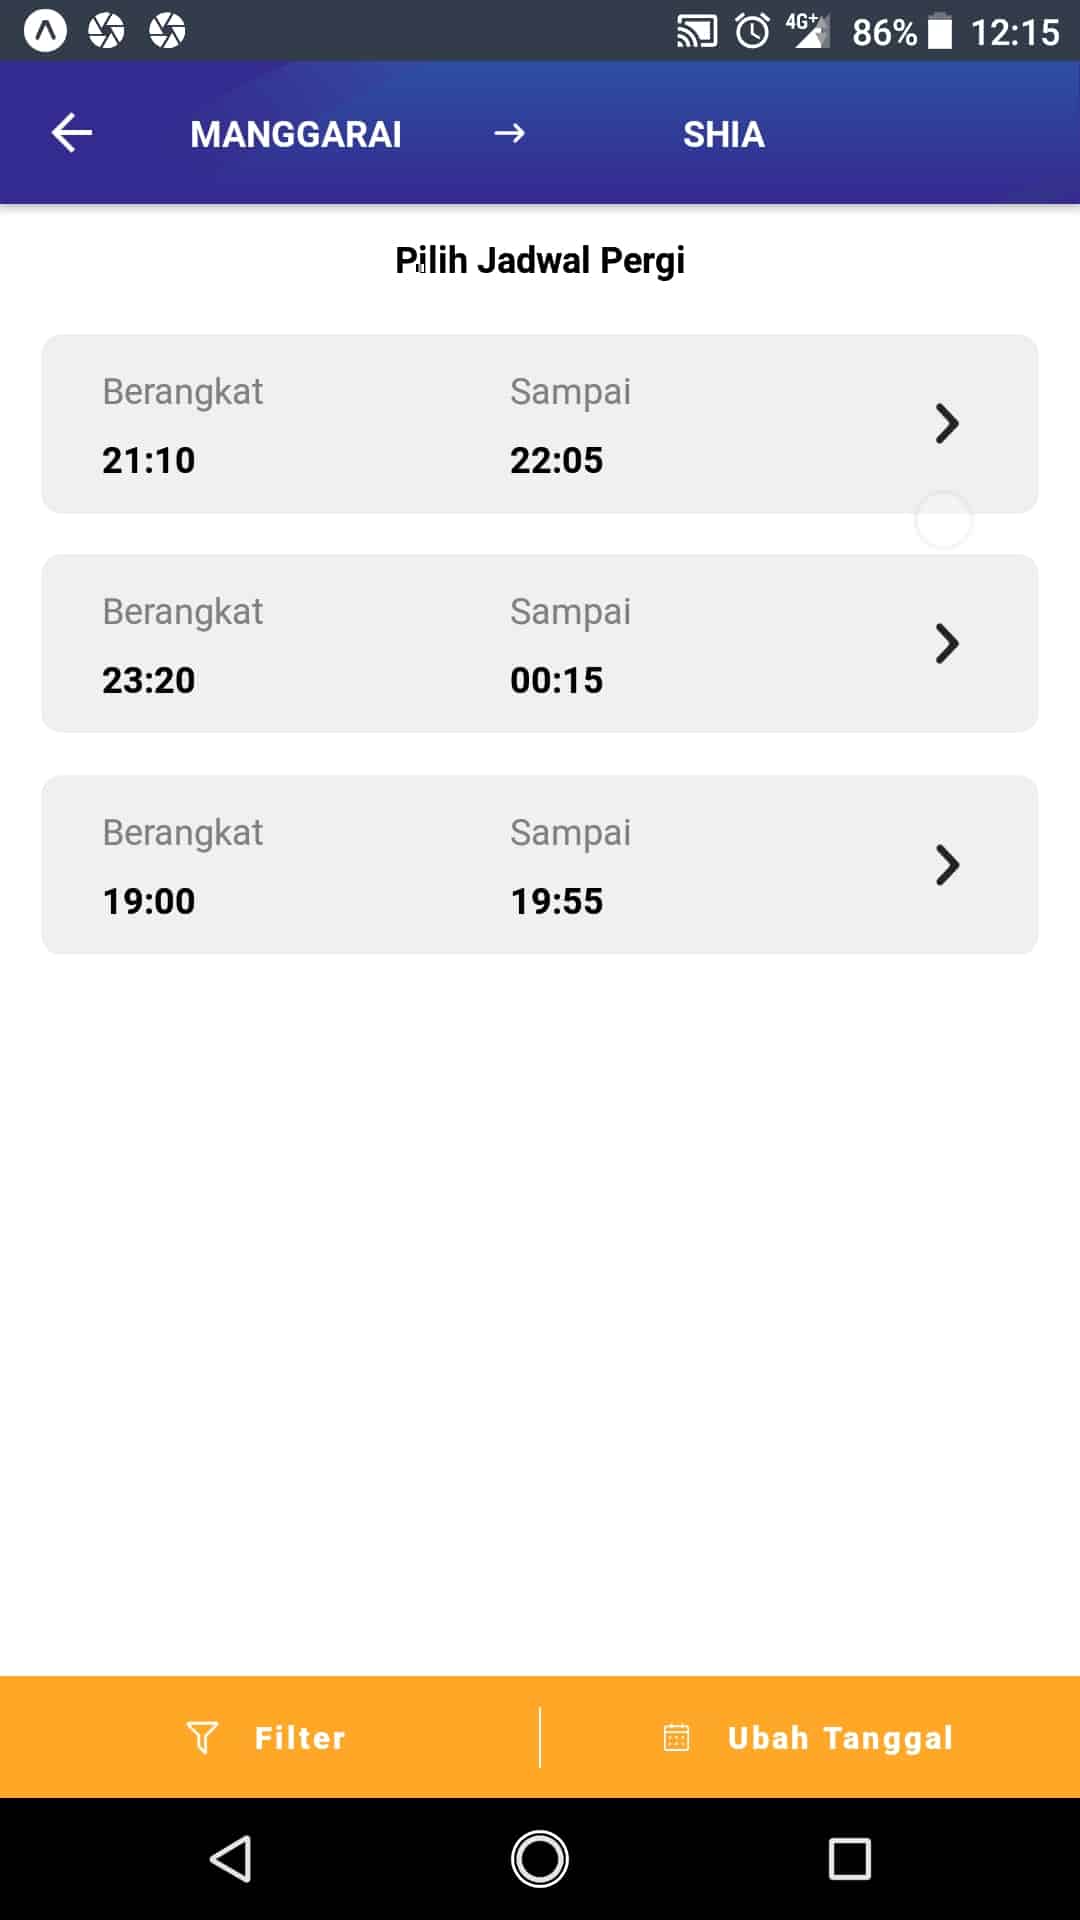 4G+ 86% 12:15
MANGGARAI → SHIA
Pilih Jadwal Pergi
Berangkat Sampai
21:10 22:05
Berangkat Sampai
23:20 00:15
Berangkat Sampai
19:00 19:55
Filter Ubah Tanggal